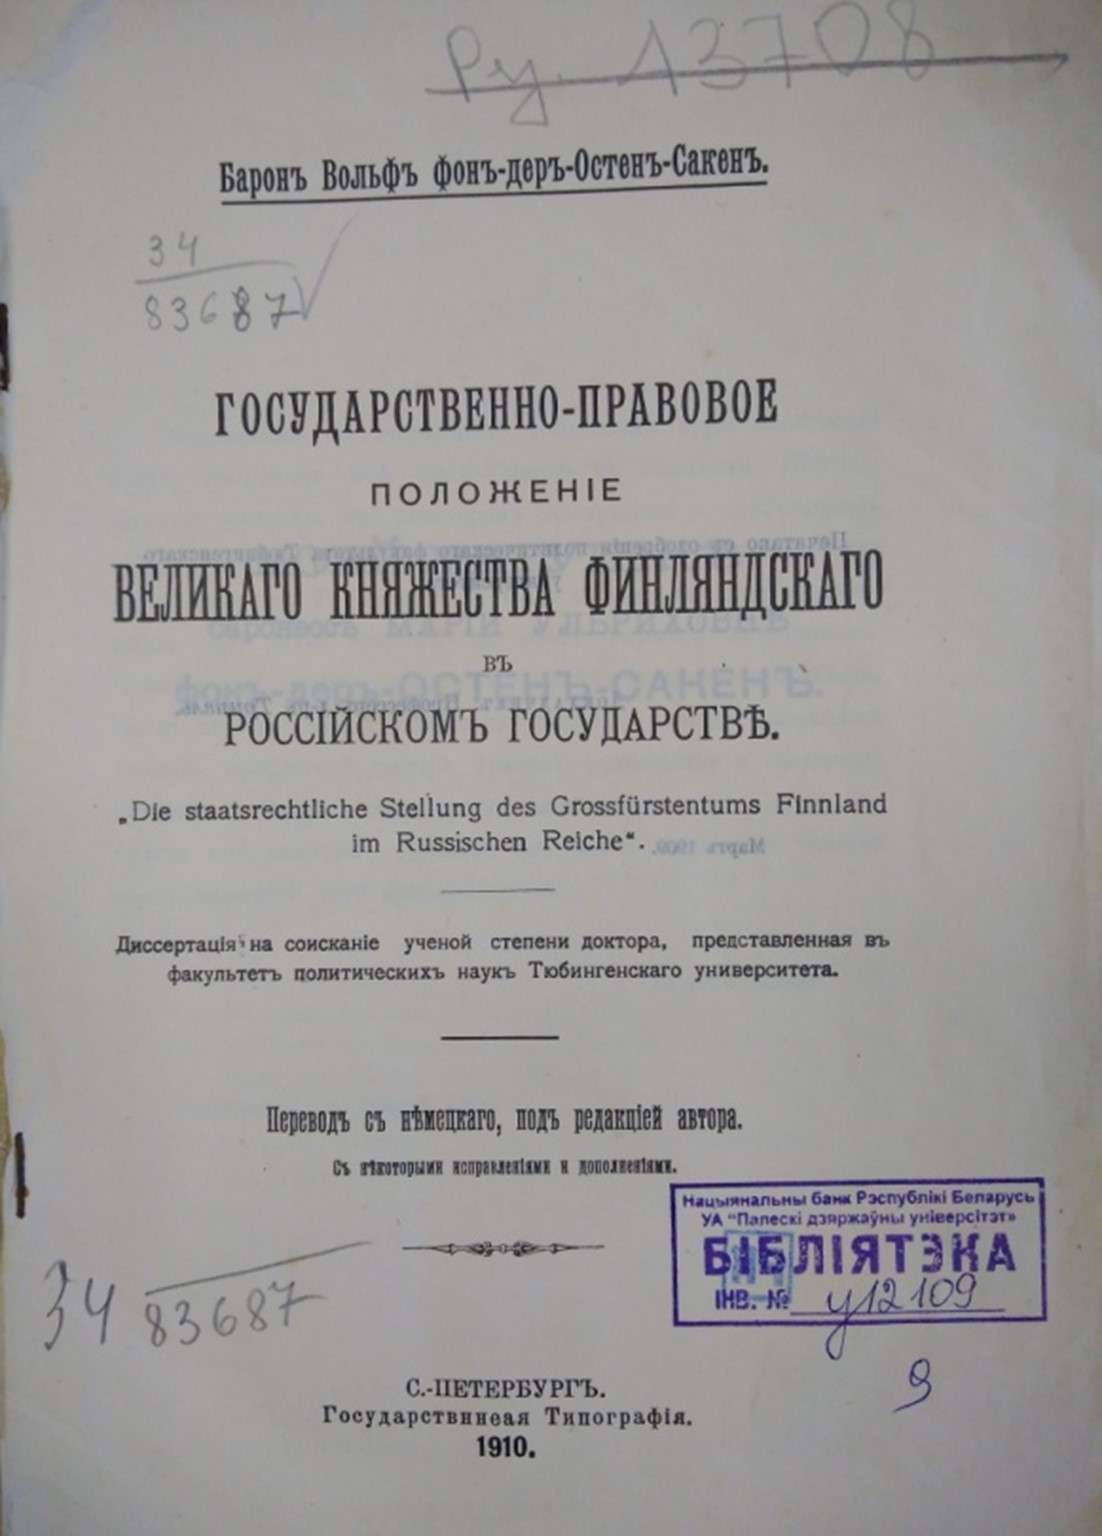 Ру. 13708
Баронъ Вольфъ фонъ-деръ-Остенъ-Сакенъ.
34
83687
ГОСУДАРСТВЕННО-ПРАВОВОЕ
ПОЛОЖЕНІЕ
ВЕЛИКАГО КНЯЖЕСТВА ФИНЛЯНДСКАГО
въ
РОССІЙСКОМЪ ГОСУДАРСТВѢ.
„Die staatsrechtliche Stellung des Grossfürstentums Finnland
im Russischen Reiche“.
Диссертація на соисканіе ученой степени доктора, представленная въ
факультетъ политическихъ наукъ Тюбингенскаго университета.
Переводъ съ нѣмецкаго, подъ редакціей автора.
Съ нѣкоторыми исправленіями и дополненіями.
Нацыянальны банк Рэспублікі Беларусь
УА “Палескі дзяржаўны універсітэт»
БІБЛІЯТЭКА
ІНВ. № у12109
34 83687
9
С.-ПЕТЕРБУРГЪ.
Государствинеая Типографія.
1910.